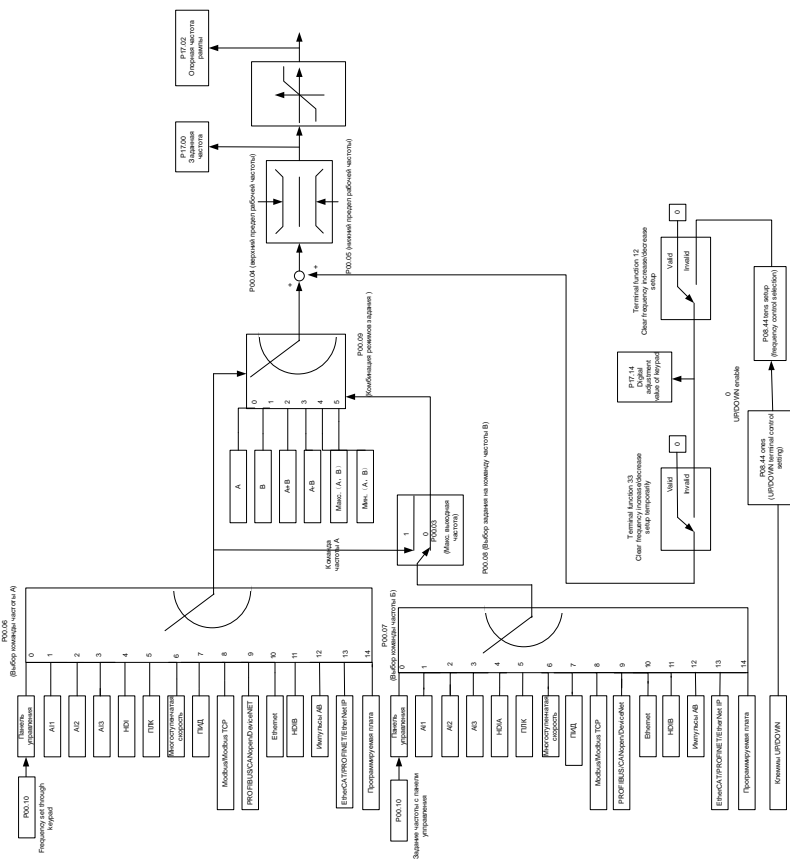 P00.10
Frequency set through
keypad
P00.06
(Выбор команды частоты А)
Панель
управления
0
AI1
1
AI2
2
AI3
3
HDI
4
ПЛК
5
Многоступенчатая
скорость
6
ПИД
7
Modbus/Modbus TCP
8
PROFIBUS/CANopen/DeviceNET
9
Ethernet
10
HDIB
11
Импульсы АВ
12
EtherCAT/PROFINET/EtherNet IP
13
Программируемая плата
14
P00.10
Задание частоты с панели
управления
P00.07
(Выбор команды частоты Б)
Панель
управления
0
AI1
1
AI2
2
AI3
3
HDIA
4
ПЛК
5
Многоступенчатая
скорость
6
ПИД
7
Modbus/Modbus TCP
8
PROFIBUS/CANopen/DeviceNet
9
Ethernet
10
HDIB
11
Импульсы АВ
12
EtherCAT/PROFINET/EtherNet IP
13
Программируемая плата
14
Команда
частоты А
1
0
P00.03
(Макс. выходная
частота)
P00.08 (Выбор задания на команду частоты В)
A
0
B
1
A+B
2
A-B
3
Макс. (А, В)
4
Мин. (А, В)
5
P00.09
(Комбинация режимов задания)
+
+
P00.04 (верхний предел рабочей частоты)
P00.05 (нижний предел рабочей частоты)
P17.00
Заданная
частота
P17.02
Опорная частота
рампы
Terminal function 33
Clear frequency increase/decrease
setup temporarily
Valid
Invalid
0
P17.14
Digital
adjustment
value of keypad
Terminal function 12
Clear frequency increase/decrease
setup
Valid
Invalid
0
Клеммы UP/DOWN
P08.44 ones
(UP/DOWN terminal control
setting)
0
UP/DOWN enable
P08.44 tens setup
(frequency control selection)